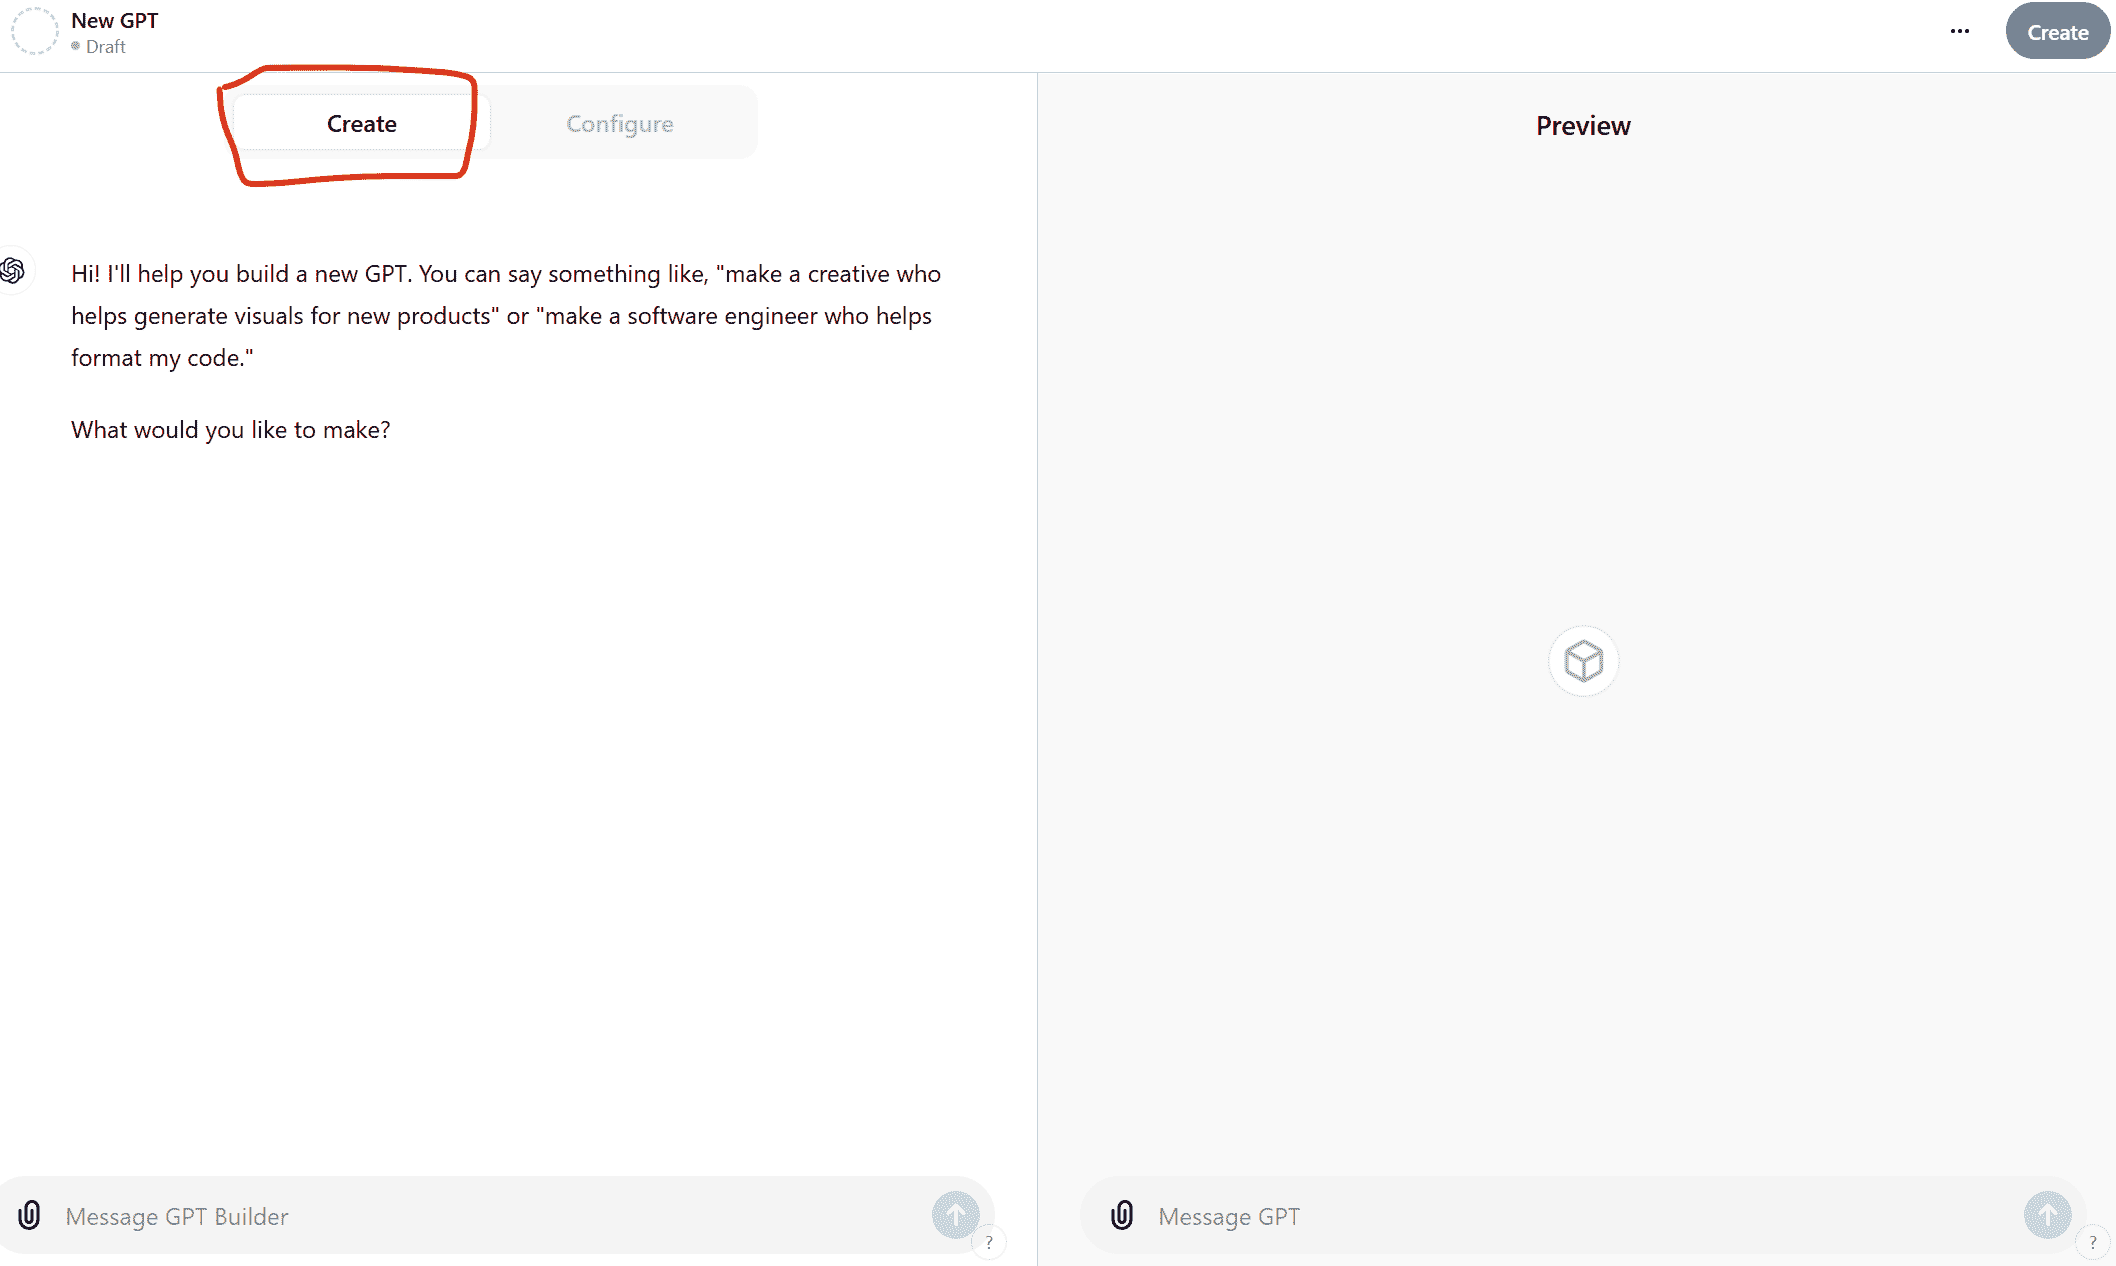 New GPT
Draft
...
Create
Create
Configure
Preview
Hi! I'll help you build a new GPT. You can say something like, "make a creative who
helps generate visuals for new products" or "make a software engineer who helps
format my code."
What would you like to make?
Message GPT Builder
?
Message GPT
?